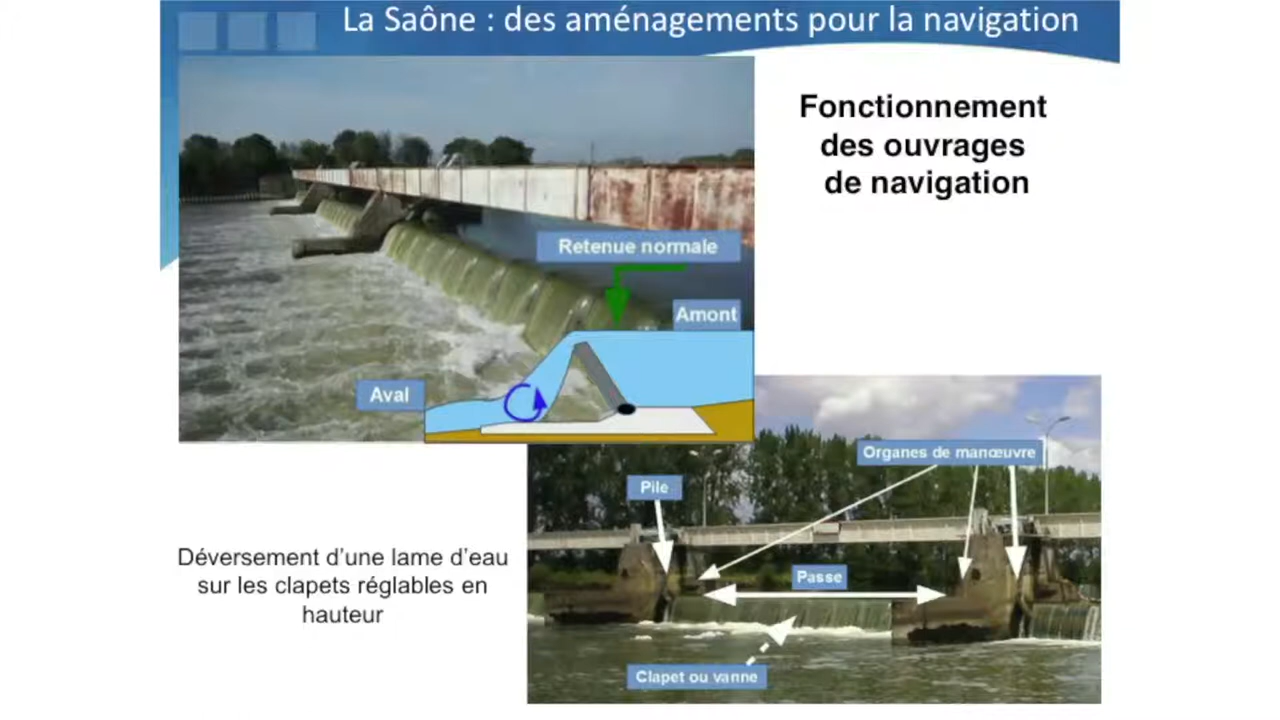 La Saône : des aménagements pour la navigation
Fonctionnement
des ouvrages
de navigation
Retenue normale
Amont
Aval
Organes de manœuvre
Pile
Passe
Clapet ou vanne
Déversement d’une lame d’eau
sur les clapets réglables en
hauteur